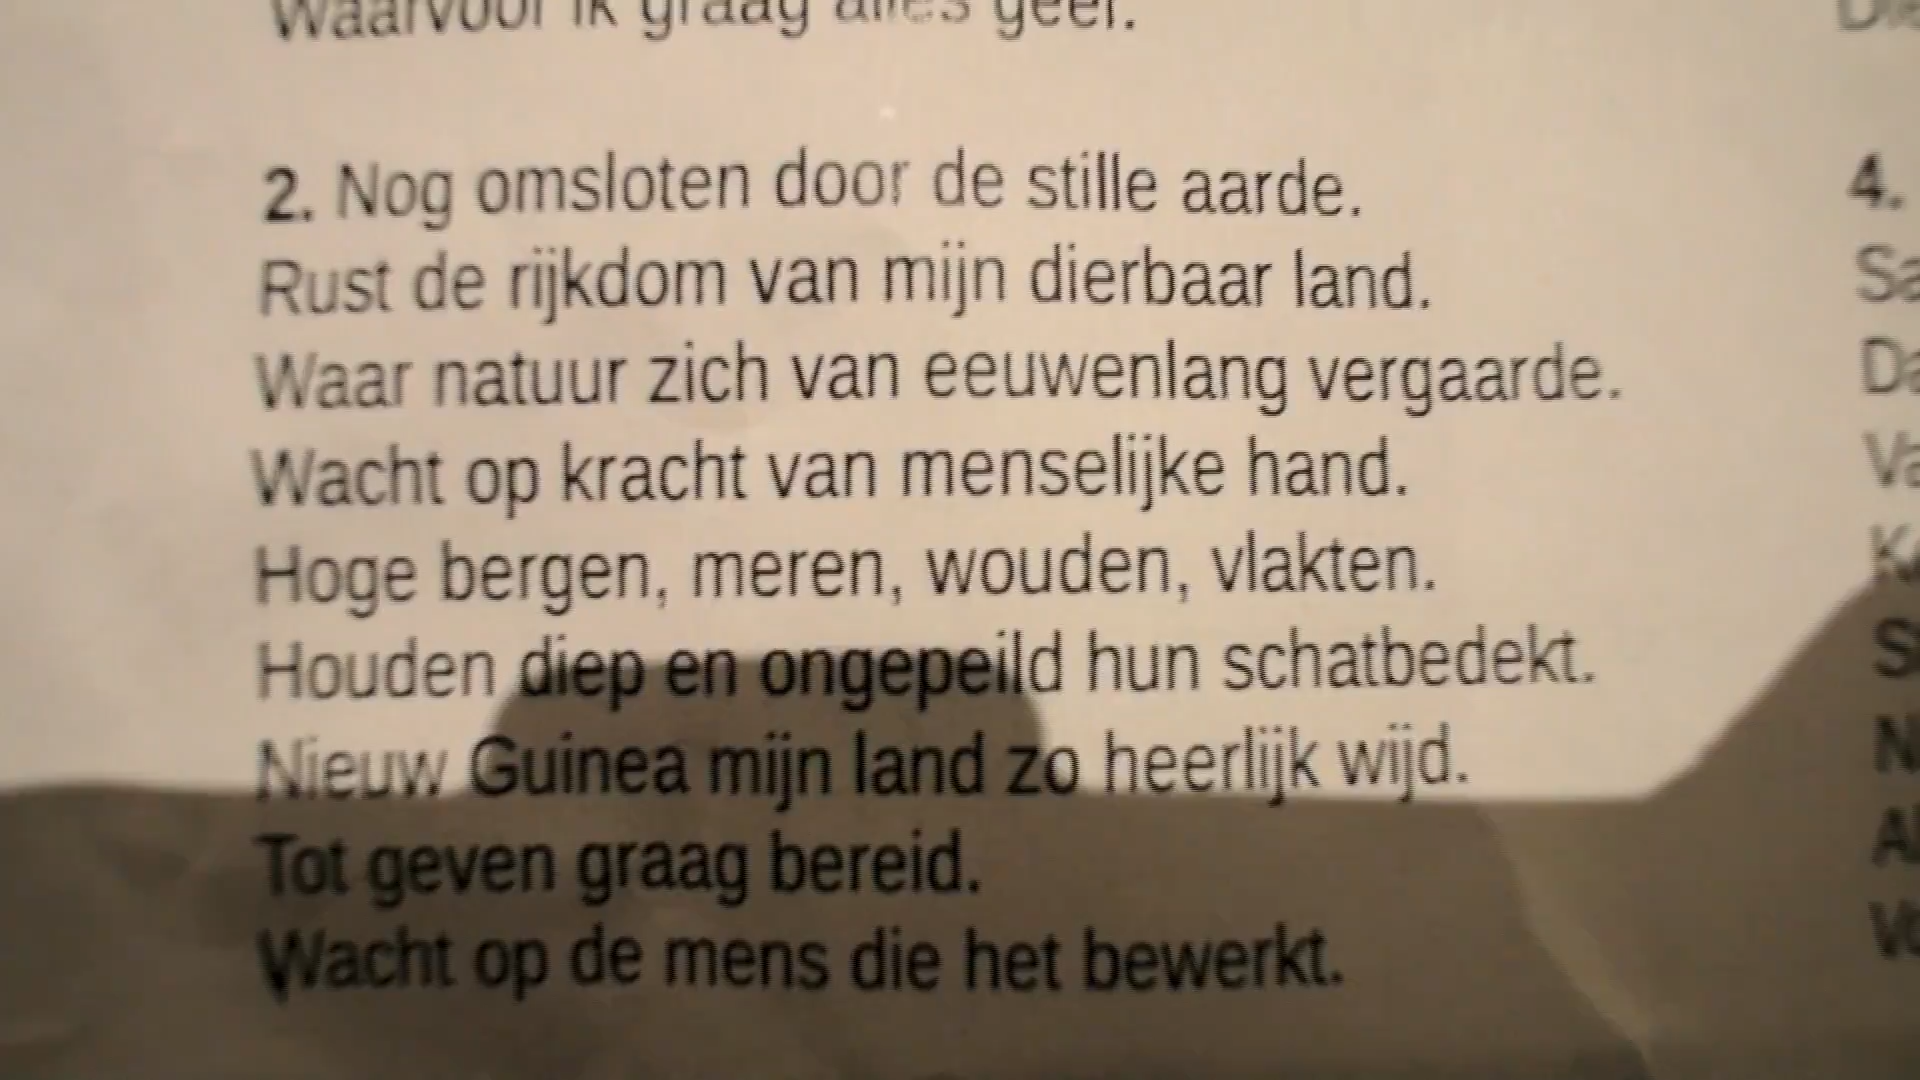 Waarvoor ik graag alles geef.
2. Nog omsloten door de stille aarde.
Rust de rijkdom van mijn dierbaar land.
Waar natuur zich van eeuwenlang vergaarde.
Wacht op kracht van menselijke hand.
Hoge bergen, meren, wouden, vlakten.
Houden diep en ongepeild hun schatbedekt.
Nieuw Guinea mijn land zo heerlijk wijd.
Tot geven graag bereid.
Wacht op de mens die het bewerkt.
4.